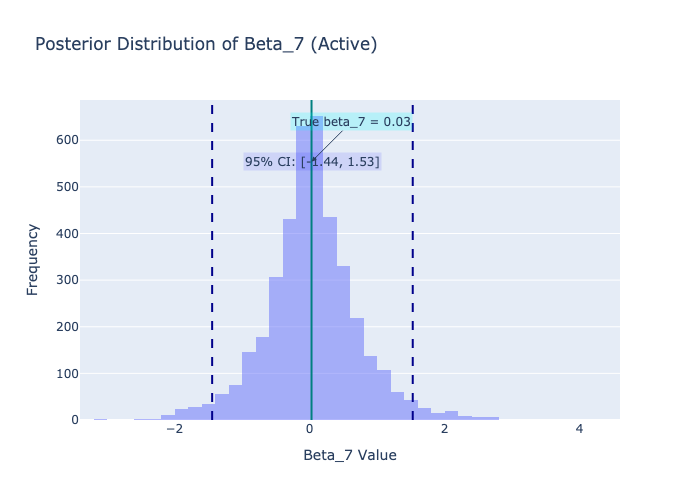 Posterior Distribution of Beta_7 (Active)
True beta_7 = 0.03
95% CI: [-1.44, 1.53]
Frequency
600
500
400
300
200
100
0
−2
0
2
4
Beta_7 Value